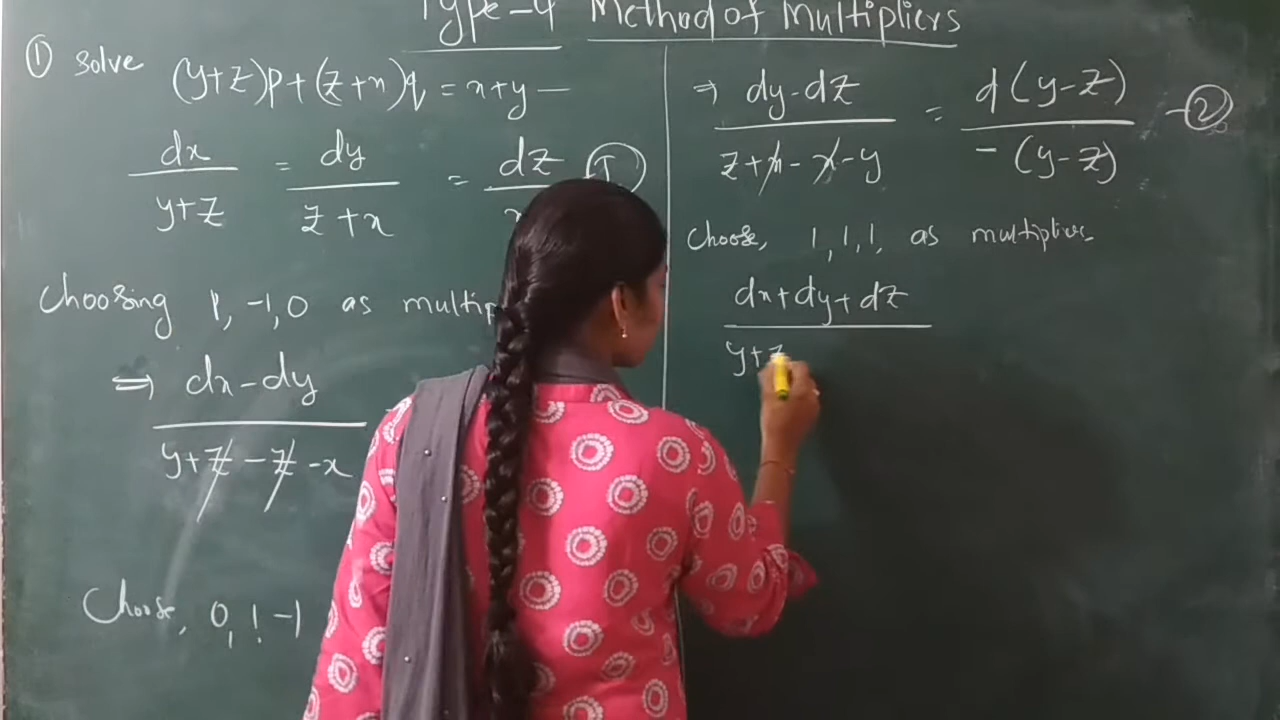 Type-4 Method of Multipliers
① Solve (y+z)p+(z+x)q = x+y —
dx/y+z = dy/z+x = dz/ ①
Choosing 1, -1, 0 as
⇒ dx-dy/y+z-z-x
Choose, 0, 1, -1
⇒ dy-dz/z+x-x-y = d(y-z)/-(y-z) —②
Choose, 1, 1, 1, as multipliers
dx+dy+dz/y+z